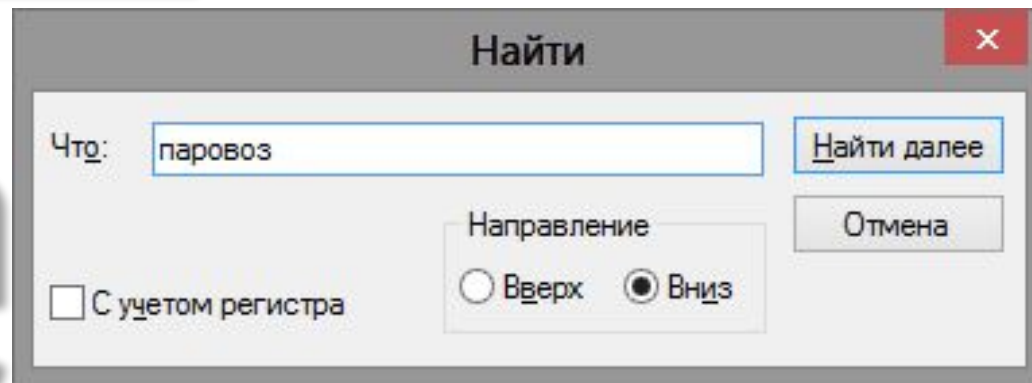 Найти
Что: паровоз
Найти далее
Отмена
Направление
Вверх Вниз
С учетом регистра